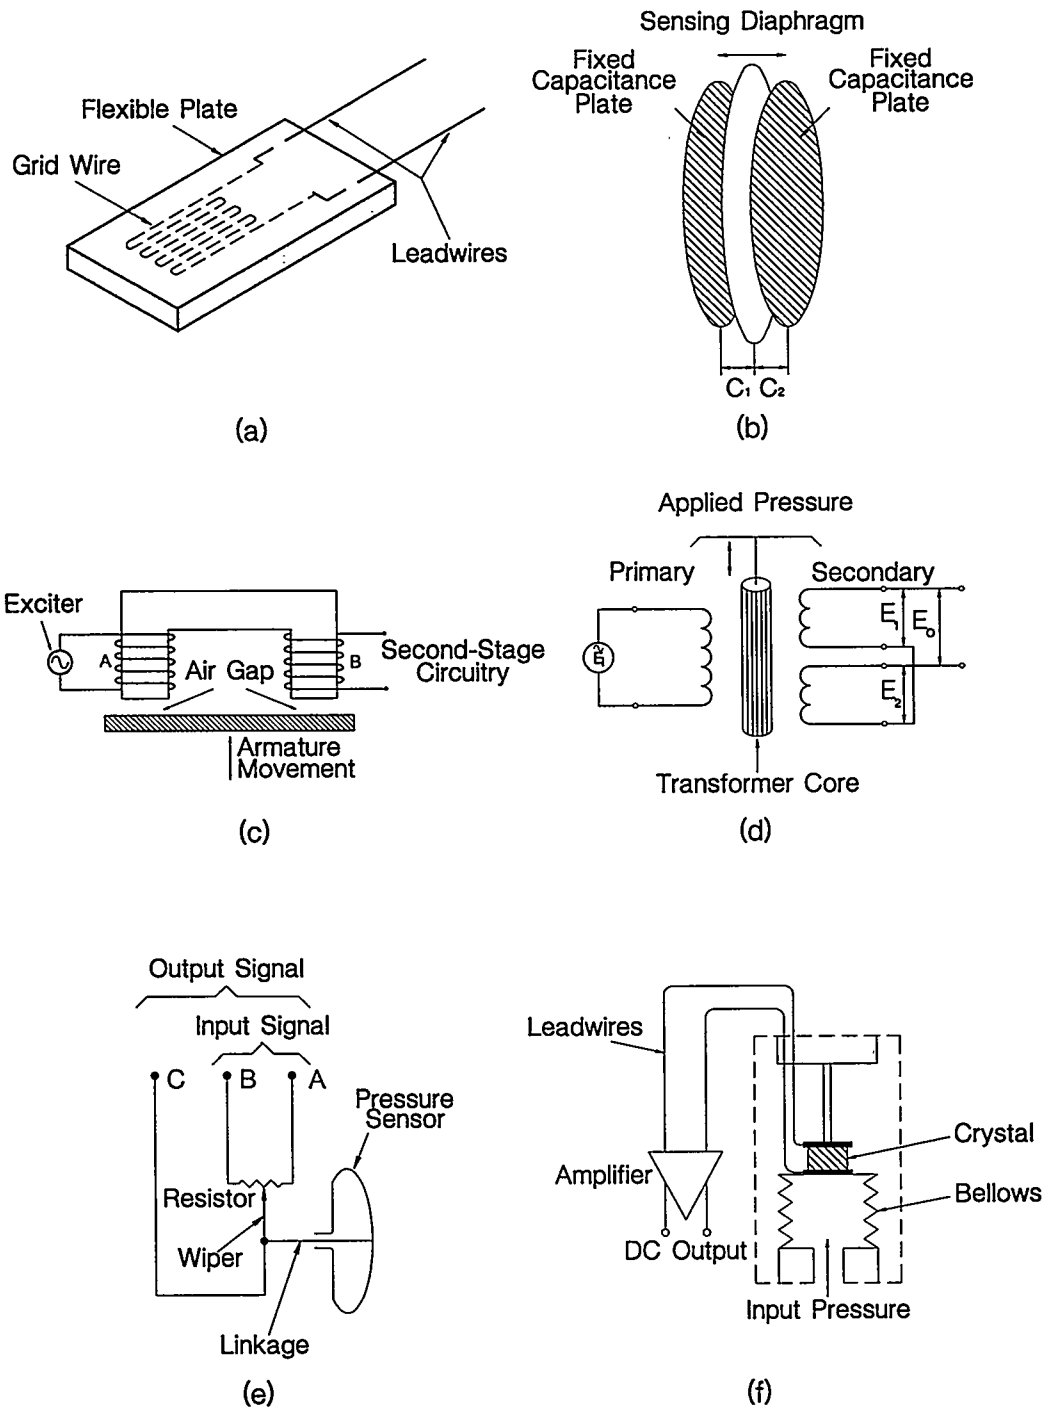 Flexible Plate
Grid Wire
Leadwires
(a)
Sensing Diaphragm
Fixed
Capacitance
Plate
Fixed
Capacitance
Plate
C₁ C₂
(b)
Exciter
A
Air Gap
B
Second-Stage
Circuitry
Armature
Movement
(c)
Applied Pressure
Primary
Secondary
E₁
E₀
E₂
Transformer Core
(d)
Output Signal
Input Signal
C
B
A
Pressure
Sensor
Resistor
Wiper
Linkage
(e)
Leadwires
Crystal
Amplifier
Bellows
DC Output
Input Pressure
(f)